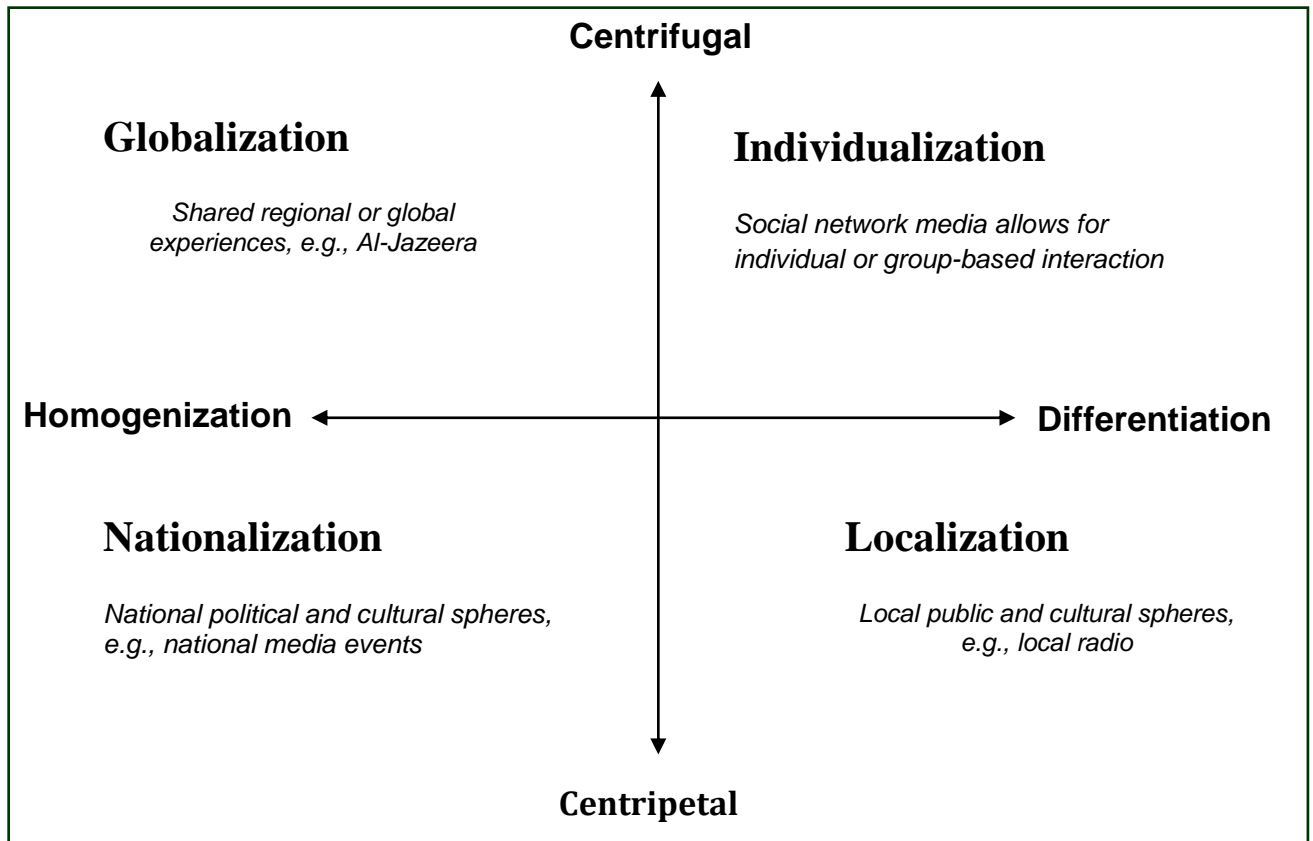 Centrifugal
Globalization
Shared regional or global
experiences, e.g., Al-Jazeera
Individualization
Social network media allows for
individual or group-based interaction
Homogenization
Differentiation
Nationalization
National political and cultural spheres,
e.g., national media events
Localization
Local public and cultural spheres,
e.g., local radio
Centripetal